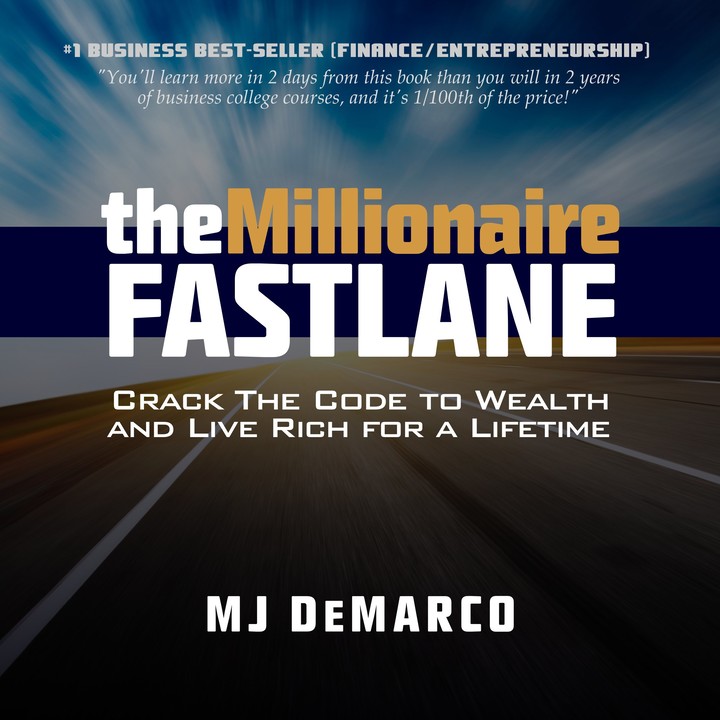 #1 BUSINESS BEST-SELLER (FINANCE/ENTREPRENEURSHIP)
"You'll learn more in 2 days from this book than you will in 2 years
of business college courses, and it's 1/100th of the price!"
theMillionaire
FASTLANE
CRACK THE CODE TO WEALTH
AND LIVE RICH FOR A LIFETIME
MJ DeMARCO